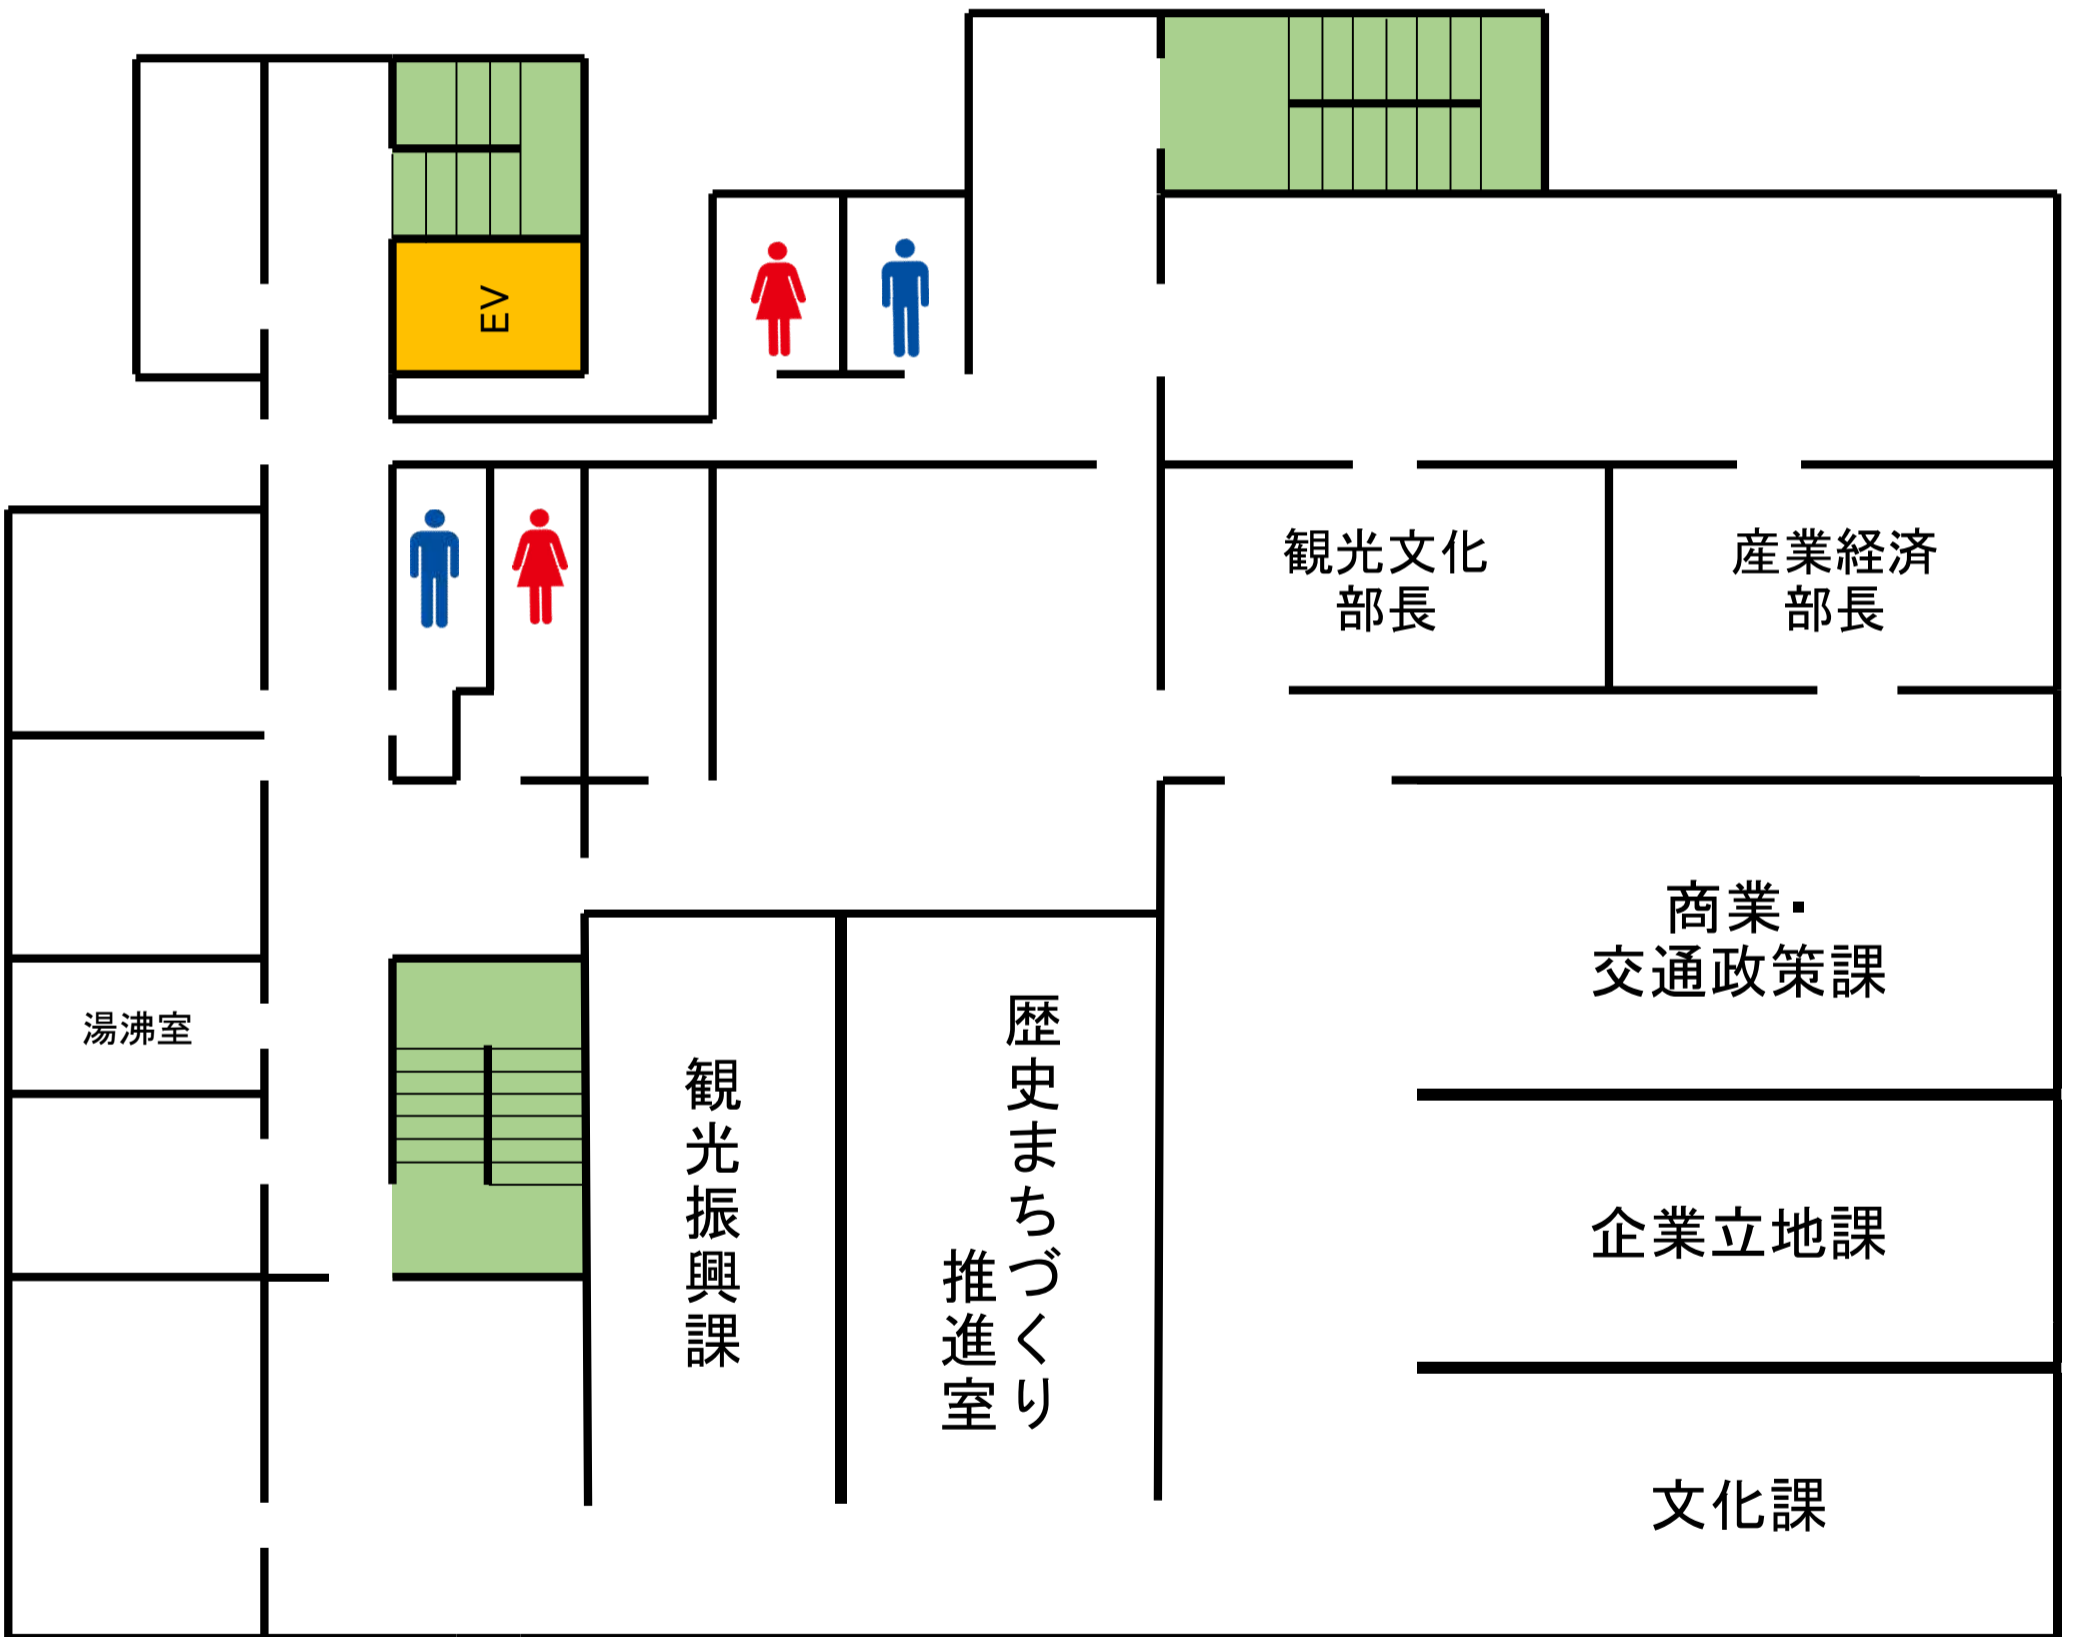 EV
観光文化
部長
産業経済
部長
商業・
交通政策課
湯沸室
観光振興課
歴史まちづくり
推進室
企業立地課
文化課